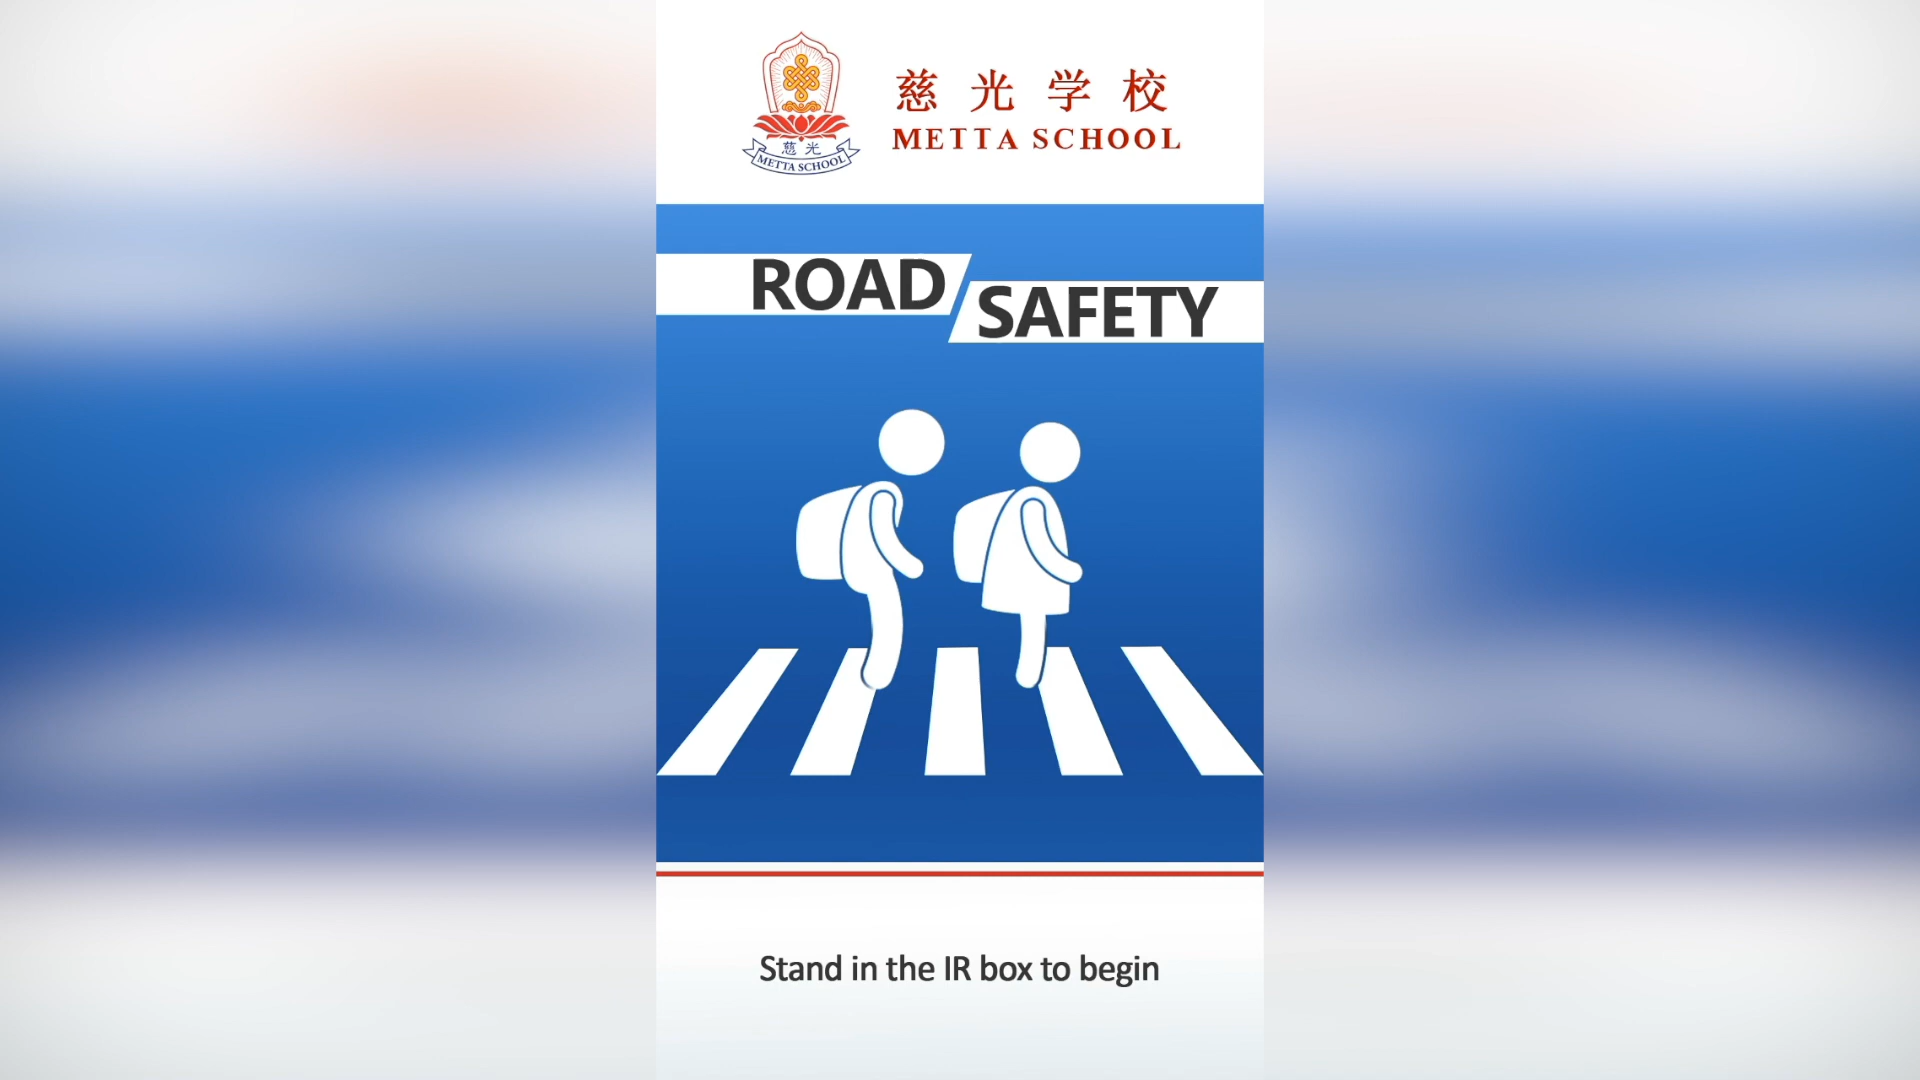 慈光学校
METTA SCHOOL
慈光
METTA SCHOOL
ROAD
SAFETY
Stand in the IR box to begin